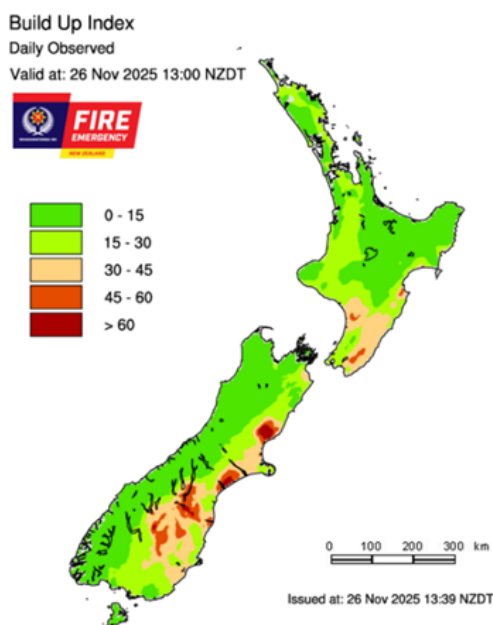 Build Up Index
Daily Observed
Valid at: 26 Nov 2025 13:00 NZDT
FIRE
EMERGENCY
NEW ZEALAND
0 - 15
15 - 30
30 - 45
45 - 60
> 60
km
0 100 200 300
Issued at: 26 Nov 2025 13:39 NZDT